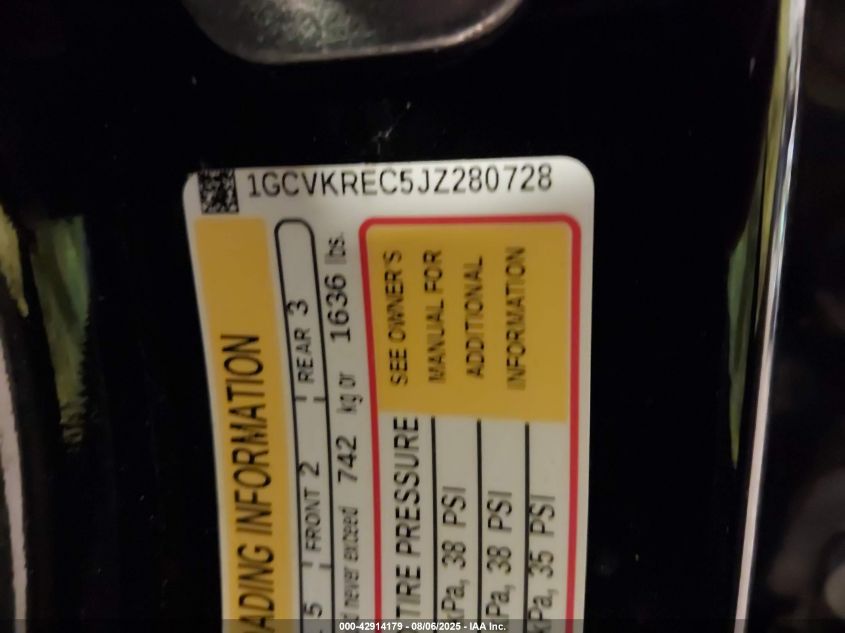 1GCVKREC5JZ280728
ADING INFORMATION
5 FRONT 2 REAR 3
never exceed 742 kg or 1636 lbs.
TIRE PRESSURE
SEE OWNER'S
MANUAL FOR
ADDITIONAL
INFORMATION
kPa, 38 PSI
kPa, 38 PSI
kPa, 35 PSI
000-42914179 - 08/06/2025 - IAA Inc.